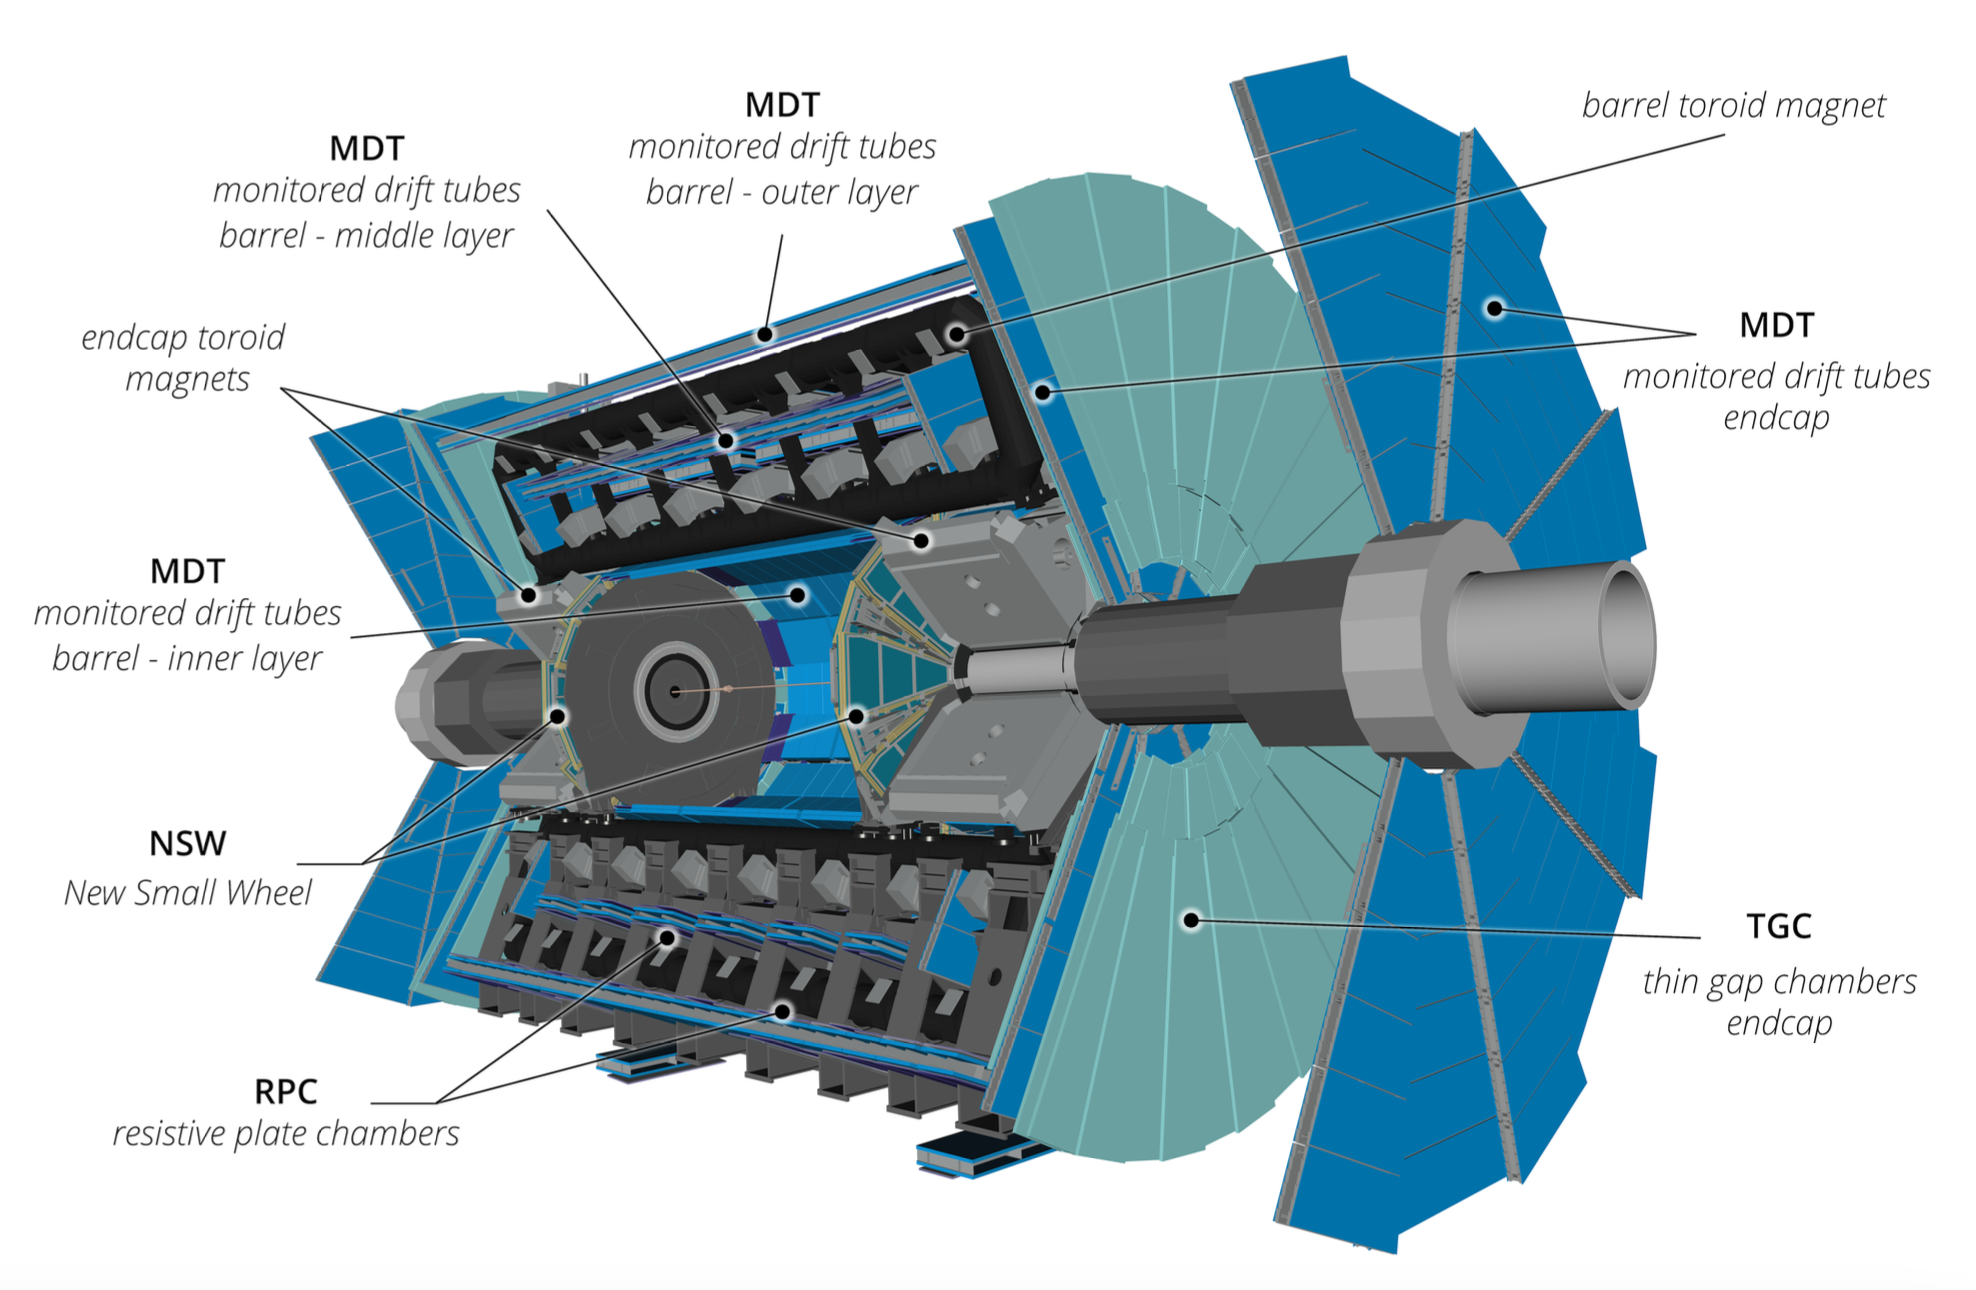 MDT
monitored drift tubes
barrel - outer layer
barrel toroid magnet
MDT
monitored drift tubes
barrel - middle layer
endcap toroid
magnets
MDT
monitored drift tubes
endcap
MDT
monitored drift tubes
barrel - inner layer
NSW
New Small Wheel
TGC
thin gap chambers
endcap
RPC
resistive plate chambers